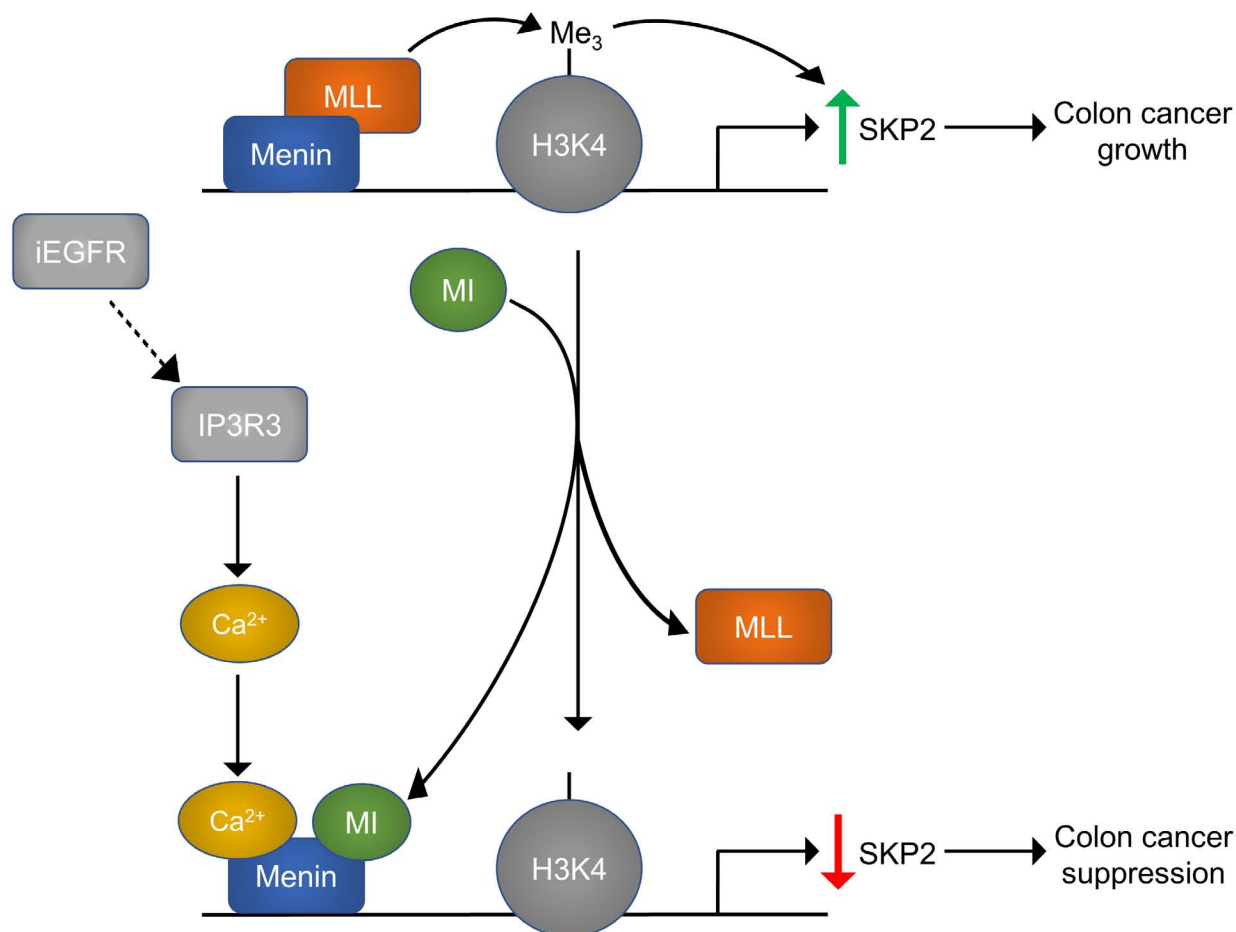 Me₃
MLL
Menin
H3K4
SKP2
Colon cancer
growth
iEGFR
MI
IP3R3
Ca²⁺
MLL
Ca²⁺
MI
Menin
H3K4
SKP2
Colon cancer
suppression